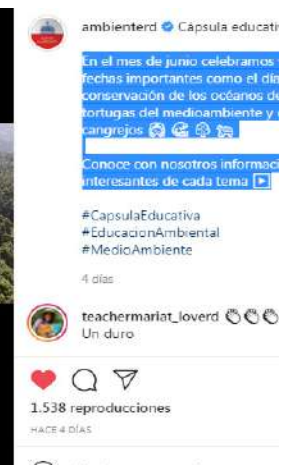 ambienterd Cápsula educati
En el mes de junio celebramos
fechas importantes como el día
conservación de los océanos de
tortugas del medioambiente y
cangrejos
Conoce con nosotros informaci
interesantes de cada tema
#CapsulaEducativa
#EducacionAmbiental
#MedioAmbiente
4 días
teachermariat_loverd
Un duro
1.538 reproducciones
HACE 4 DÍAS